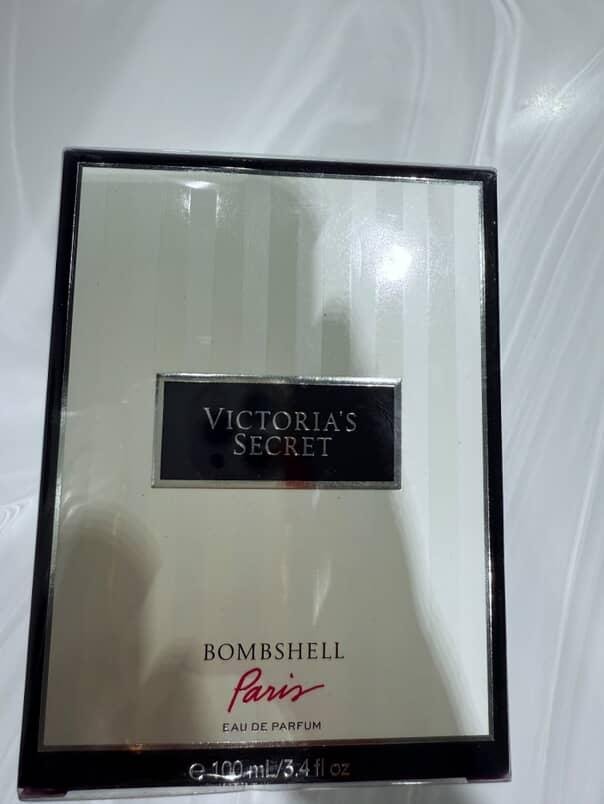 VICTORIA'S
SECRET
BOMBSHELL
Paris
EAU DE PARFUM
℮ 100 mL/3.4 fl oz